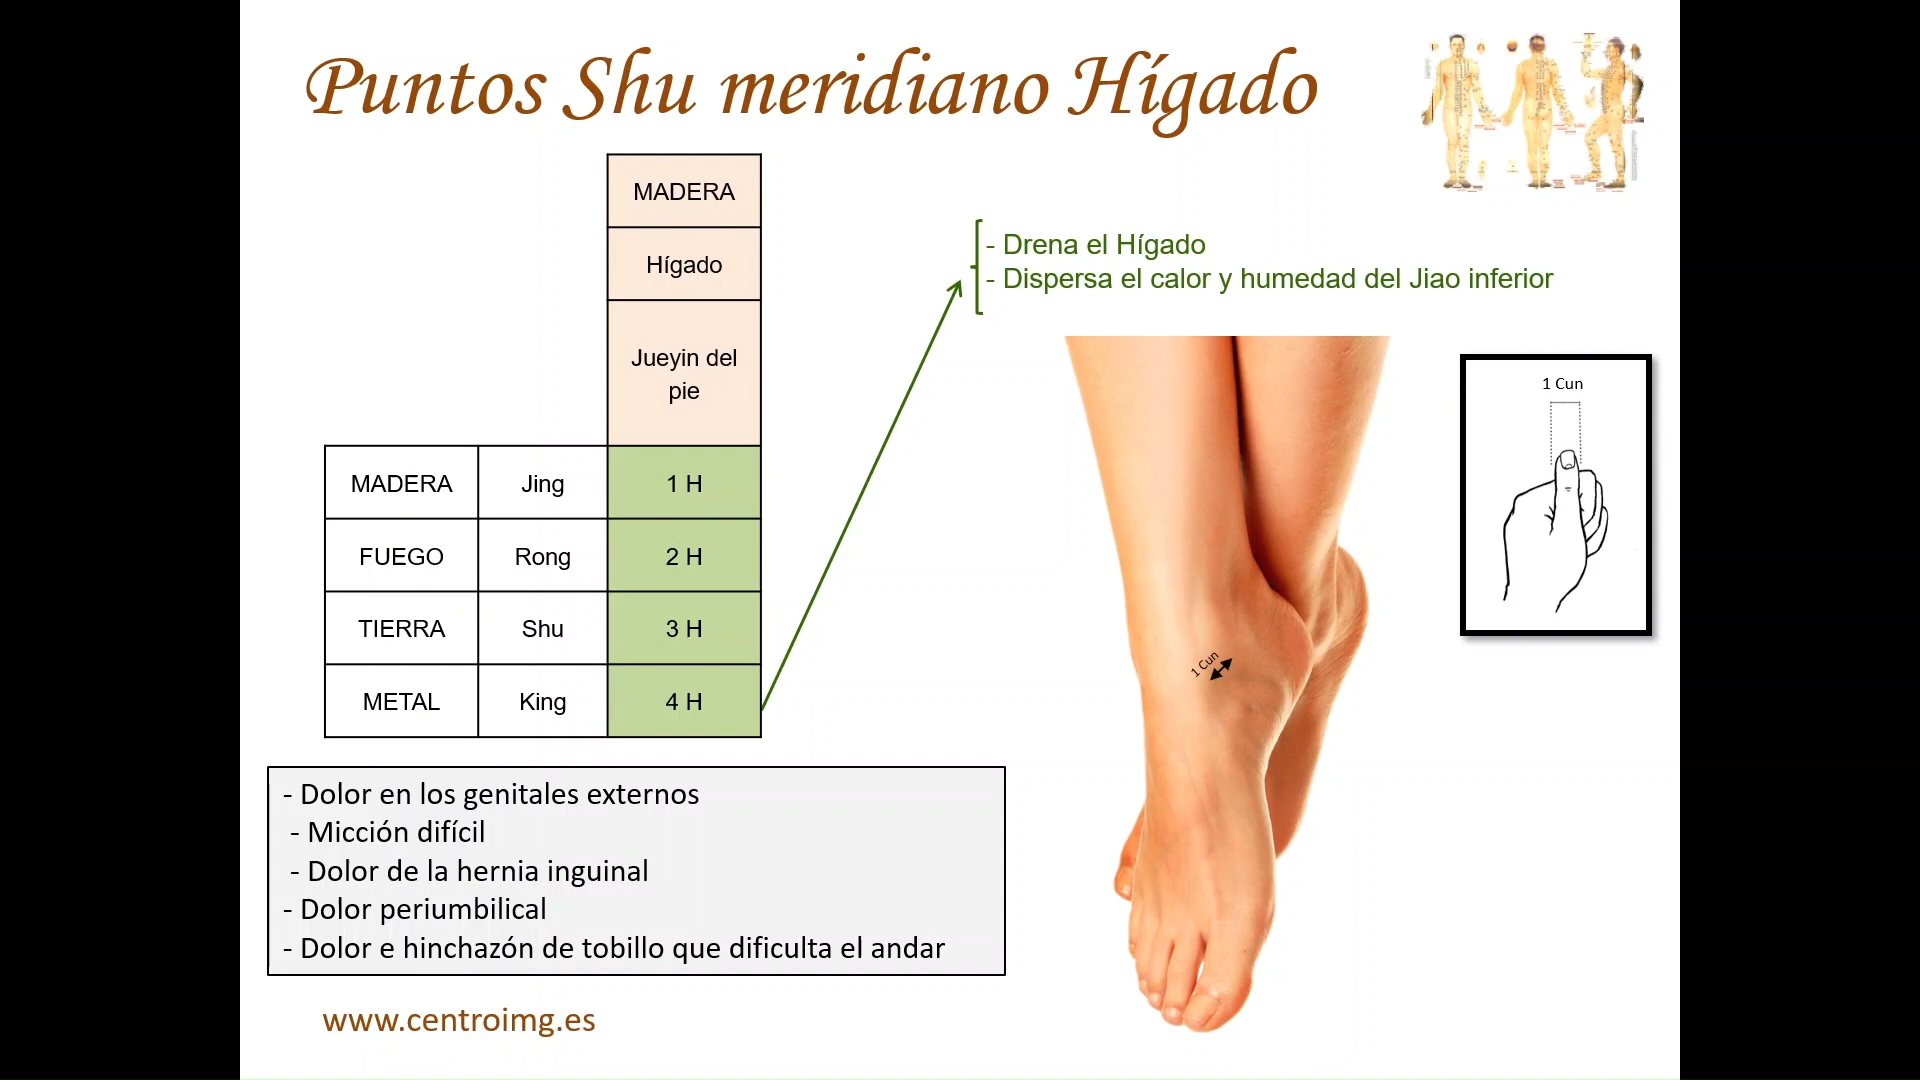 Puntos Shu meridiano Hígado
MADERA
Hígado
Jueyin del
pie
MADERA Jing 1 H
FUEGO Rong 2 H
TIERRA Shu 3 H
METAL King 4 H
- Drena el Hígado
- Dispersa el calor y humedad del Jiao inferior
1 Cun
1 Cun
- Dolor en los genitales externos
- Micción difícil
- Dolor de la hernia inguinal
- Dolor periumbilical
- Dolor e hinchazón de tobillo que dificulta el andar
www.centroimg.es